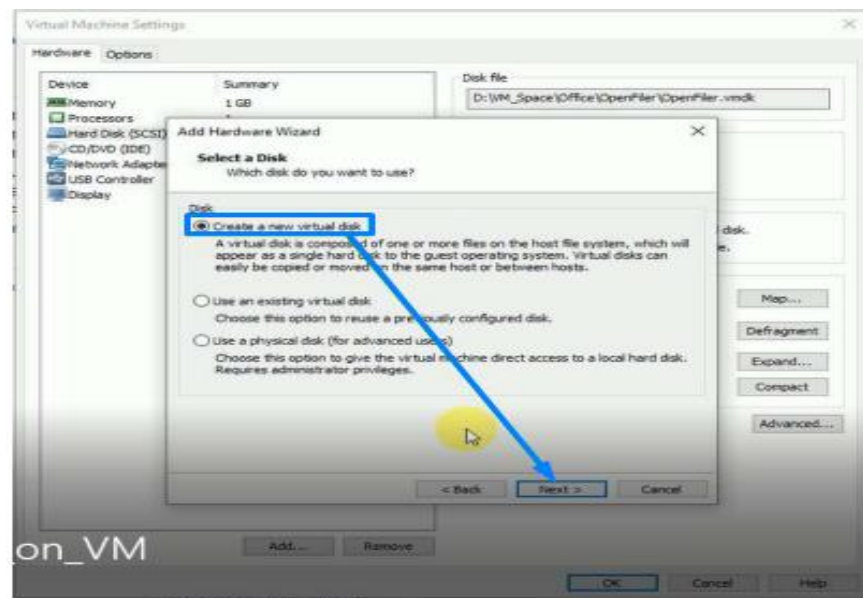 Virtual Machine Settings
Hardware Options
Device Summary
Memory 1 GB
Processors
Hard Disk (SCSI)
CD/DVD (IDE)
Network Adapte
USB Controller
Display
Disk file
D:\VM_Space\Office\OpenFiler\OpenFiler.vmdk
Add Hardware Wizard
Select a Disk
Which disk do you want to use?
Disk
Create a new virtual disk
A virtual disk is composed of one or more files on the host file system, which will
appear as a single hard disk to the guest operating system. Virtual disks can
easily be copied or moved on the same host or between hosts.
Use an existing virtual disk
Choose this option to reuse a previously configured disk.
Use a physical disk (for advanced users)
Choose this option to give the virtual machine direct access to a local hard disk.
Requires administrator privileges.
< Back Next > Cancel
disk.
Map...
Defragment
Expand...
Compact
Advanced...
on_VM
Add... Remove
OK Cancel Help